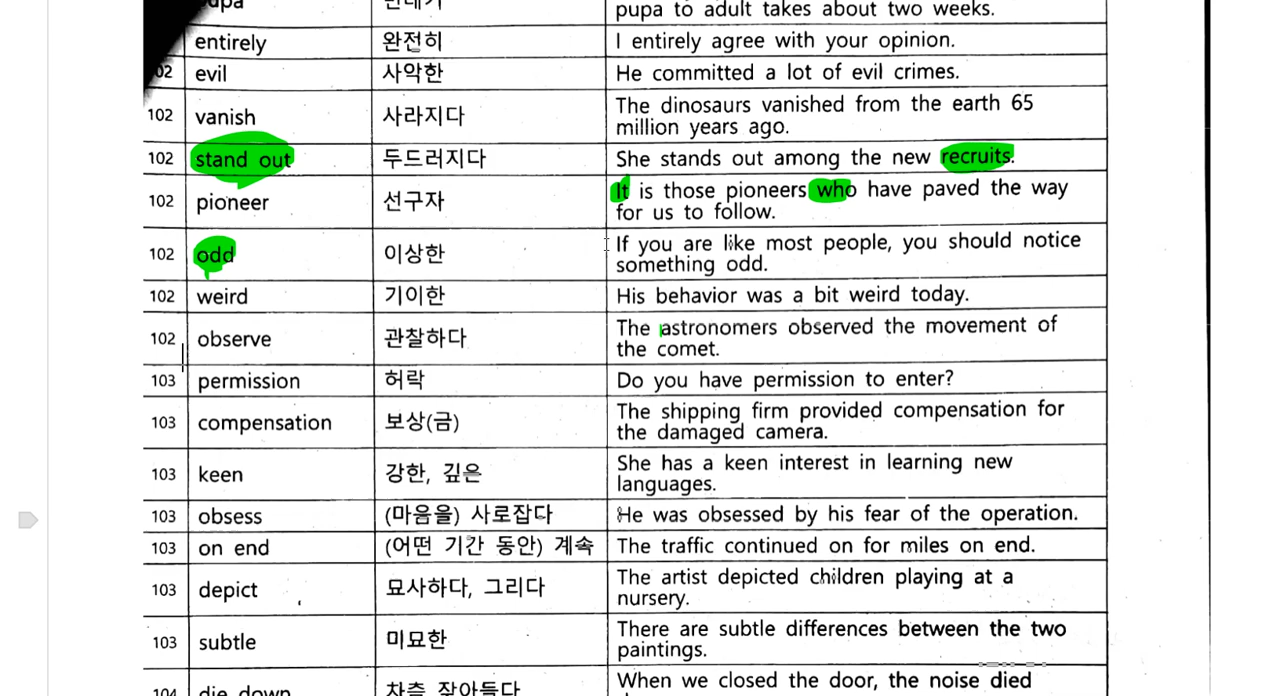 pupa to adult takes about two weeks.
entirely 완전히 I entirely agree with your opinion.
02 evil 사악한 He committed a lot of evil crimes.
102 vanish 사라지다 The dinosaurs vanished from the earth 65
million years ago.
102 stand out 두드러지다 She stands out among the new recruits.
102 pioneer 선구자 It is those pioneers who have paved the way
for us to follow.
102 odd 이상한 If you are like most people, you should notice
something odd.
102 weird 기이한 His behavior was a bit weird today.
102 observe 관찰하다 The astronomers observed the movement of
the comet.
103 permission 허락 Do you have permission to enter?
103 compensation 보상(금) The shipping firm provided compensation for
the damaged camera.
103 keen 강한, 깊은 She has a keen interest in learning new
languages.
103 obsess (마음을) 사로잡다 He was obsessed by his fear of the operation.
103 on end (어떤 기간 동안) 계속 The traffic continued on for miles on end.
103 depict 묘사하다, 그리다 The artist depicted children playing at a
nursery.
103 subtle 미묘한 There are subtle differences between the two
paintings.
104 die down 차츰 잦아들다 When we closed the door, the noise died